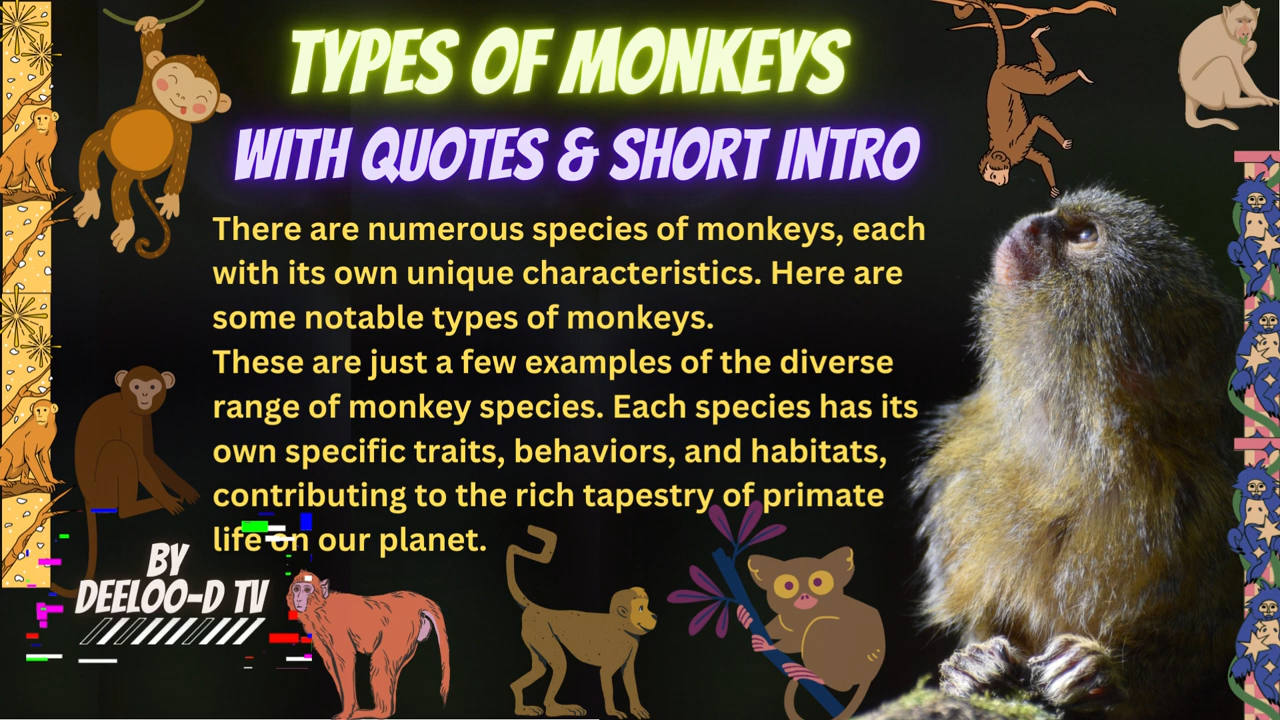 TYPES OF MONKEYS
WITH QUOTES & SHORT INTRO
There are numerous species of monkeys, each
with its own unique characteristics. Here are
some notable types of monkeys.
These are just a few examples of the diverse
range of monkey species. Each species has its
own specific traits, behaviors, and habitats,
contributing to the rich tapestry of primate
life on our planet.
BY
DEELOO-D TV